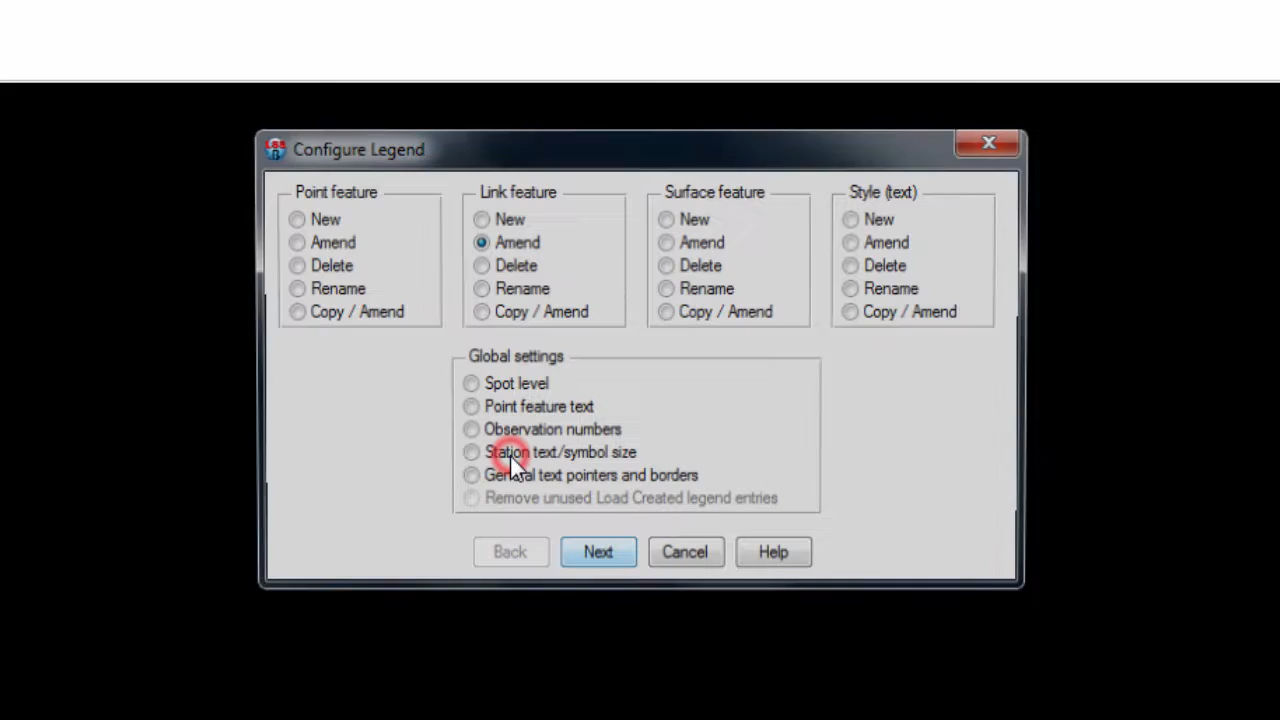 Configure Legend
Point feature
New
Amend
Delete
Rename
Copy / Amend
Link feature
New
Amend
Delete
Rename
Copy / Amend
Surface feature
New
Amend
Delete
Rename
Copy / Amend
Style (text)
New
Amend
Delete
Rename
Copy / Amend
Global settings
Spot level
Point feature text
Observation numbers
Station text/symbol size
General text pointers and borders
Remove unused Load Created legend entries
Back
Next
Cancel
Help